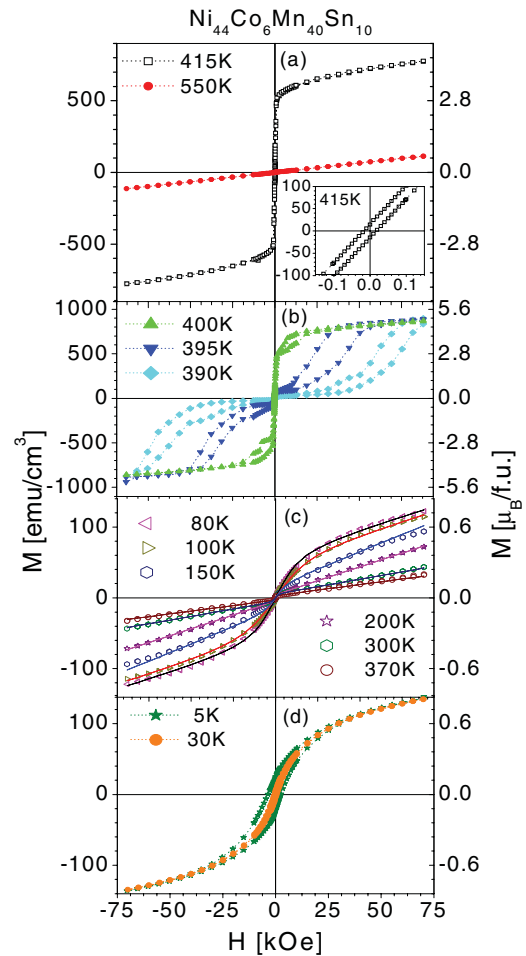 Ni44Co6Mn40Sn10
(a)
415K
550K
500
0
-500
2.8
0.0
-2.8
415K
100
50
0
-50
-100
-0.1
0.0
0.1
(b)
400K
395K
390K
1000
500
0
-500
-1000
5.6
2.8
0.0
-2.8
-5.6
(c)
80K
100K
150K
200K
300K
370K
100
0
-100
0.6
0.0
-0.6
(d)
5K
30K
100
0
-100
0.6
0.0
-0.6
-75
-50
-25
0
25
50
75
H [kOe]
M [emu/cm³]
M [μB/f.u.]